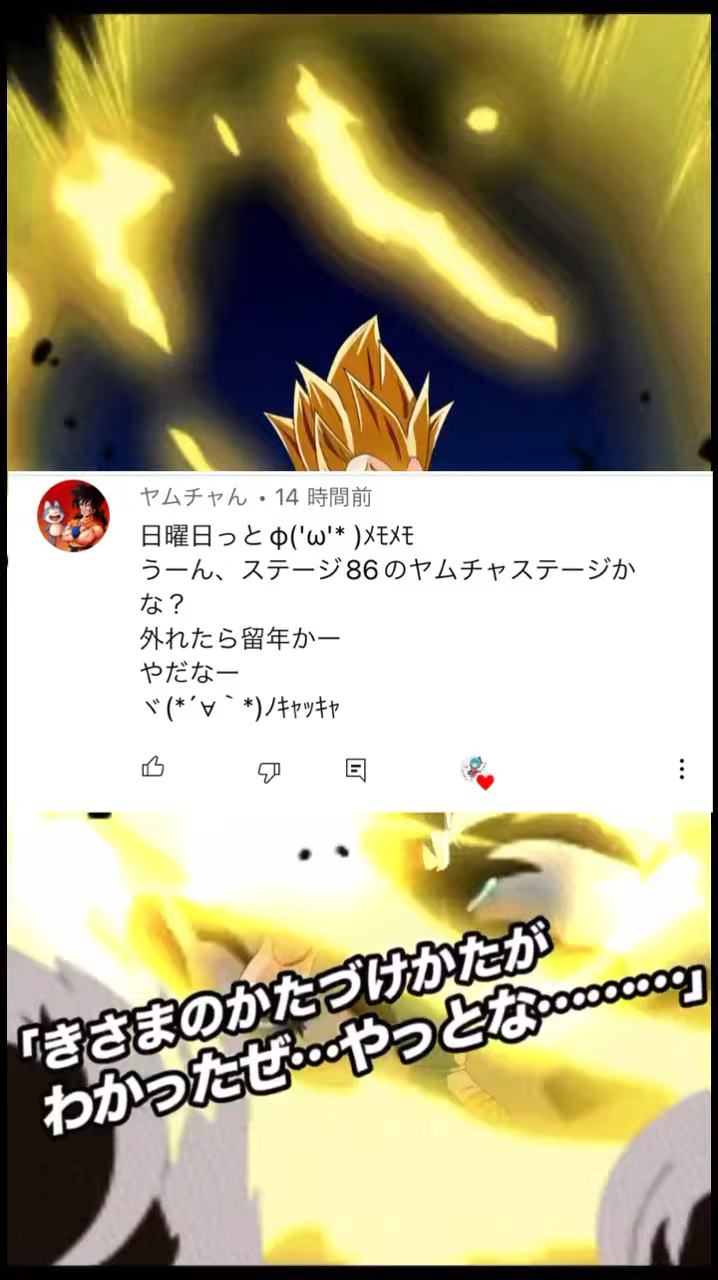 ヤムチャん • 14 時間前
日曜日っとφ('ω'* )ﾒﾓﾒﾓ
うーん、ステージ86のヤムチャステージか
な？
外れたら留年かー
やだなー
ヾ(*´∀｀*)ﾉｷｬｯｷｬ
「きさまのかたづけかたが
わかったぜ…やっとな………」